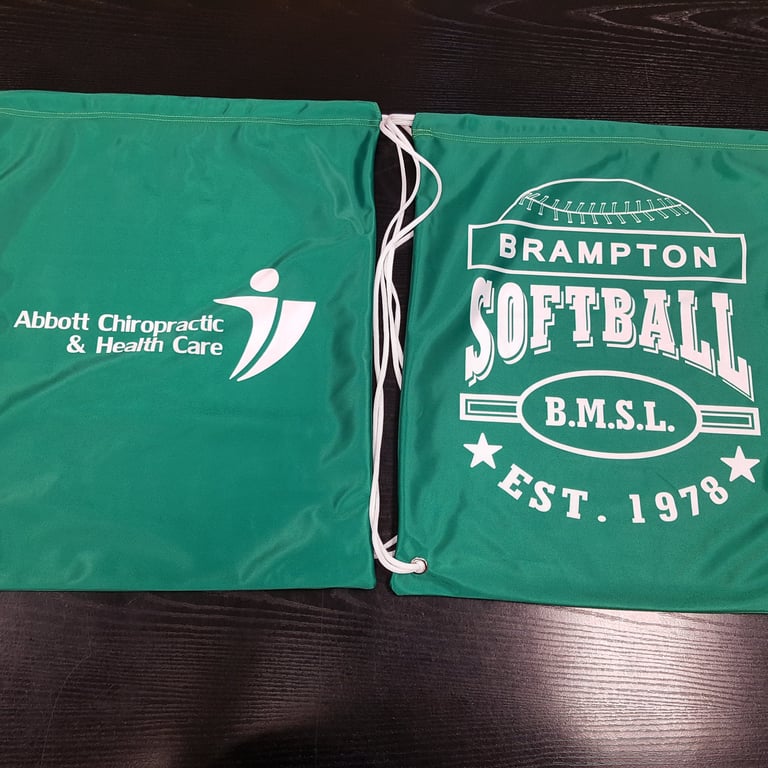 Abbott Chiropractic
& Health Care
BRAMPTON
SOFTBALL
B.M.S.L.
EST. 1978